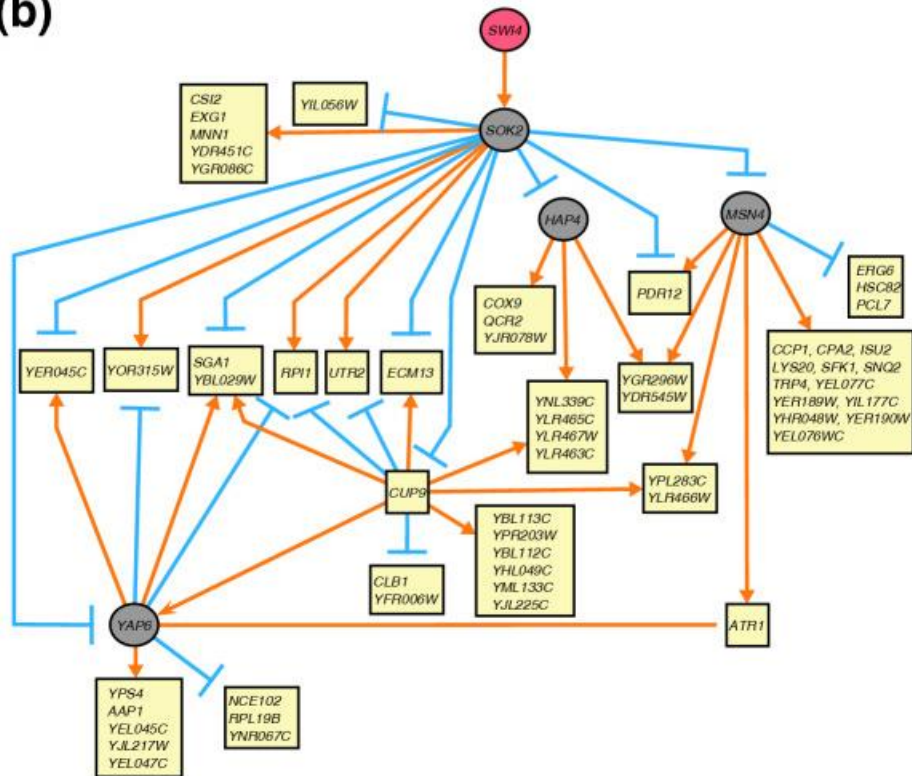 (b)
SWI4
CSI2
EXG1
MNN1
YDR451C
YGR086C
YIL056W
SOK2
HAP4
MSN4
ERG6
HSC82
PCL7
PDR12
COX9
QCR2
YJR078W
YER045C
YOR315W
SGA1
YBL029W
RPI1
UTR2
ECM13
YGR296W
YDR545W
CCP1, CPA2, ISU2
LYS20, SFK1, SNQ2
TRP4, YEL077C
YER189W, YIL177C
YHR048W, YER190W
YEL076WC
YNL339C
YLR465C
YLR467W
YLR463C
CUP9
YPL283C
YLR466W
YBL113C
YPR203W
YBL112C
YHL049C
YML133C
YJL225C
CLB1
YFR006W
YAP6
ATR1
YPS4
AAP1
YEL045C
YJL217W
YEL047C
NCE102
RPL19B
YNR067C